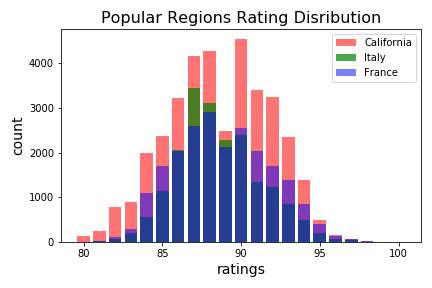 Popular Regions Rating Disribution
California
Italy
France
4000
3000
2000
1000
0
count
80
85
90
95
100
ratings